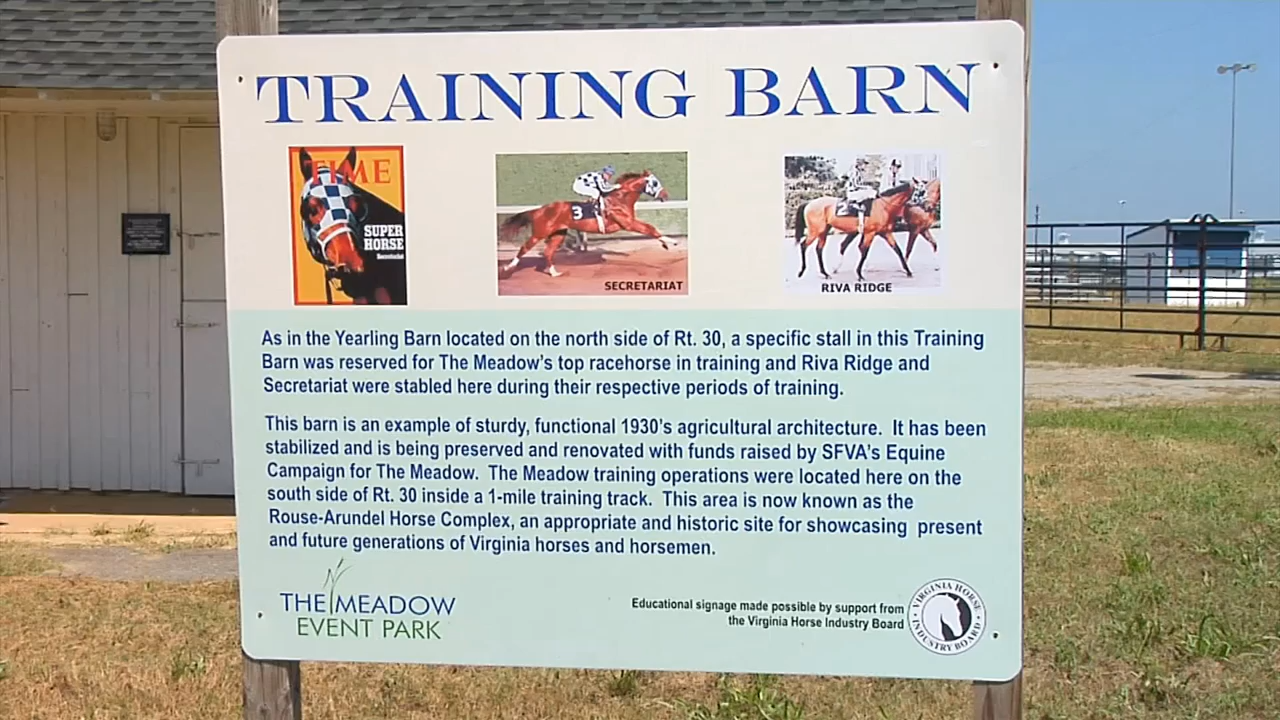 TRAINING BARN
TIME
SUPER
HORSE
Secretariat
3
SECRETARIAT
2
RIVA RIDGE
As in the Yearling Barn located on the north side of Rt. 30, a specific stall in this Training
Barn was reserved for The Meadow's top racehorse in training and Riva Ridge and
Secretariat were stabled here during their respective periods of training.
This barn is an example of sturdy, functional 1930's agricultural architecture. It has been
stabilized and is being preserved and renovated with funds raised by SFVA's Equine
Campaign for The Meadow. The Meadow training operations were located here on the
south side of Rt. 30 inside a 1-mile training track. This area is now known as the
Rouse-Arundel Horse Complex, an appropriate and historic site for showcasing present
and future generations of Virginia horses and horsemen.
THE MEADOW
EVENT PARK
Educational signage made possible by support from
the Virginia Horse Industry Board
VIRGINIA HORSE
INDUSTRY BOARD